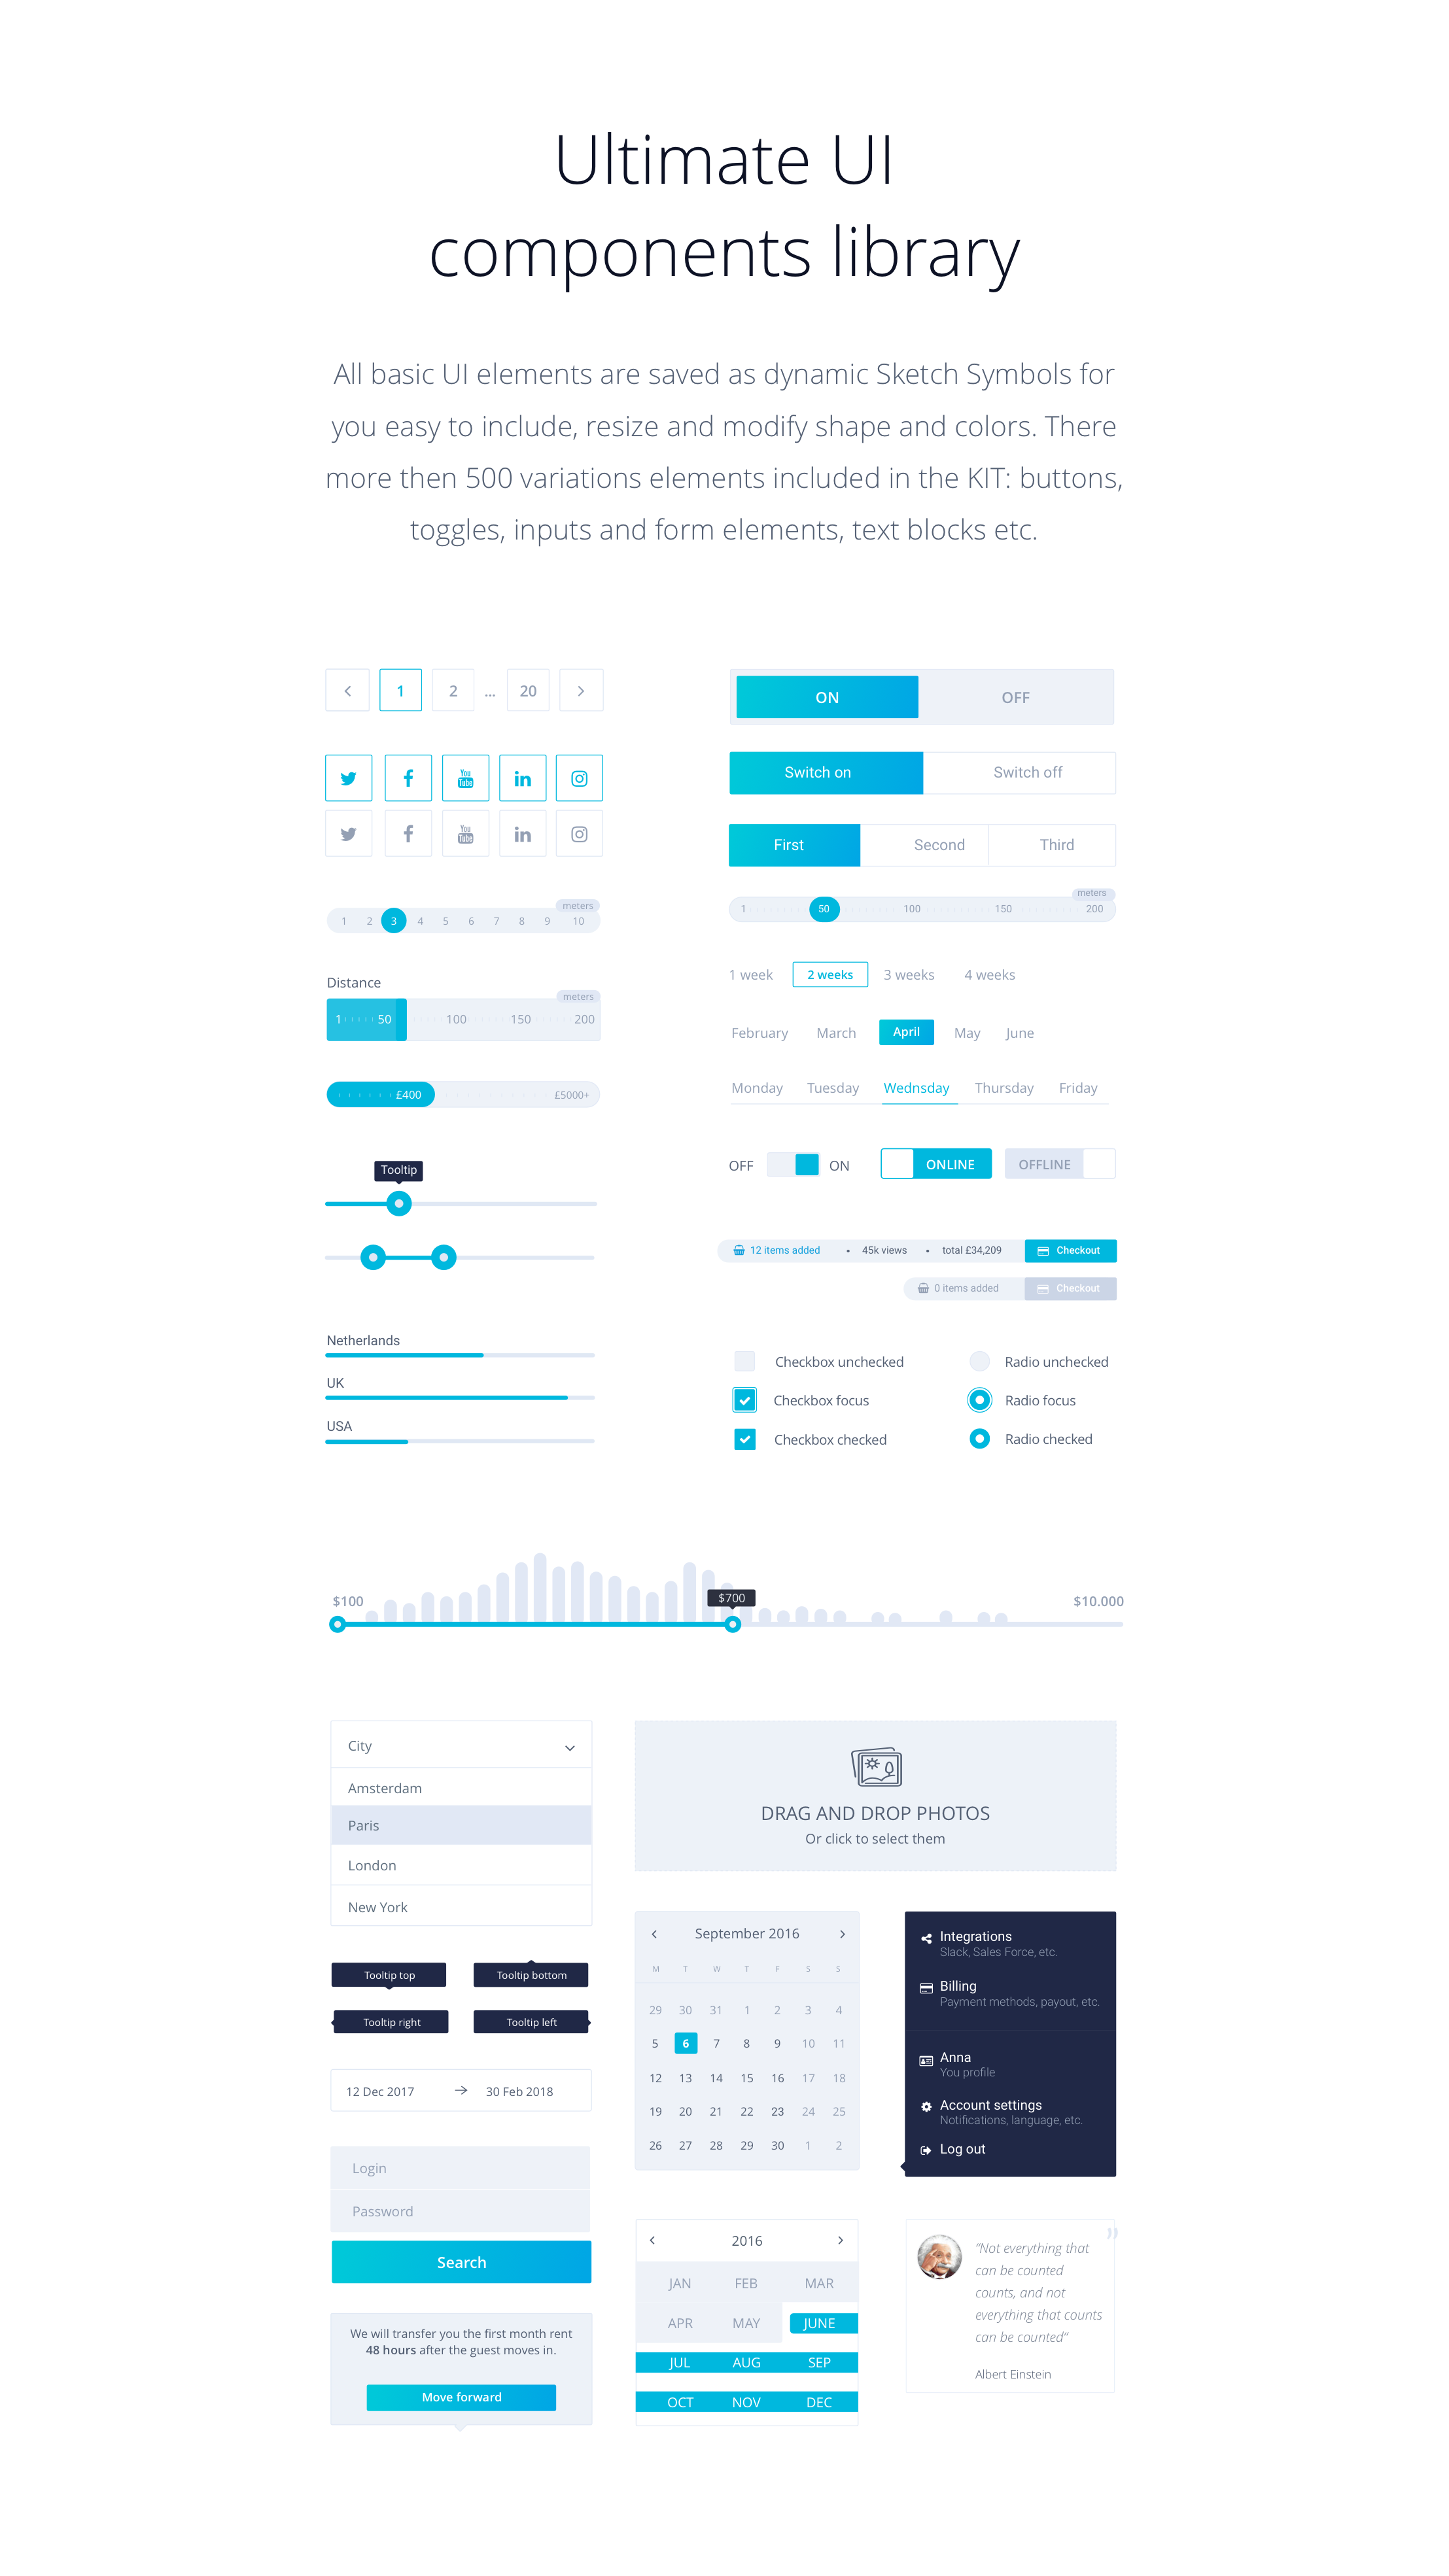 Ultimate UI
components library
All basic UI elements are saved as dynamic Sketch Symbols for
you easy to include, resize and modify shape and colors. There
more then 500 variations elements included in the KIT: buttons,
toggles, inputs and form elements, text blocks etc.
1 2 ... 20
You Tube in
You Tube in
meters
1 2 3 4 5 6 7 8 9 10
Distance
meters
1 50 100 150 200
£400 £5000+
Tooltip
Netherlands
UK
USA
ON OFF
Switch on Switch off
First Second Third
meters
1 50 100 150 200
1 week 2 weeks 3 weeks 4 weeks
February March April May June
Monday Tuesday Wednsday Thursday Friday
OFF ON ONLINE OFFLINE
12 items added • 45k views • total £34,209 Checkout
0 items added Checkout
Checkbox unchecked Radio unchecked
Checkbox focus Radio focus
Checkbox checked Radio checked
$100 $700 $10.000
City
Amsterdam
Paris
London
New York
Tooltip top Tooltip bottom
Tooltip right Tooltip left
12 Dec 2017 → 30 Feb 2018
Login
Password
Search
We will transfer you the first month rent
48 hours after the guest moves in.
Move forward
DRAG AND DROP PHOTOS
Or click to select them
September 2016
M T W T F S S
29 30 31 1 2 3 4
5 6 7 8 9 10 11
12 13 14 15 16 17 18
19 20 21 22 23 24 25
26 27 28 29 30 1 2
2016
JAN FEB MAR
APR MAY JUNE
JUL AUG SEP
OCT NOV DEC
Integrations
Slack, Sales Force, etc.
Billing
Payment methods, payout, etc.
Anna
You profile
Account settings
Notifications, language, etc.
Log out
”
“Not everything that
can be counted
counts, and not
everything that counts
can be counted”
Albert Einstein